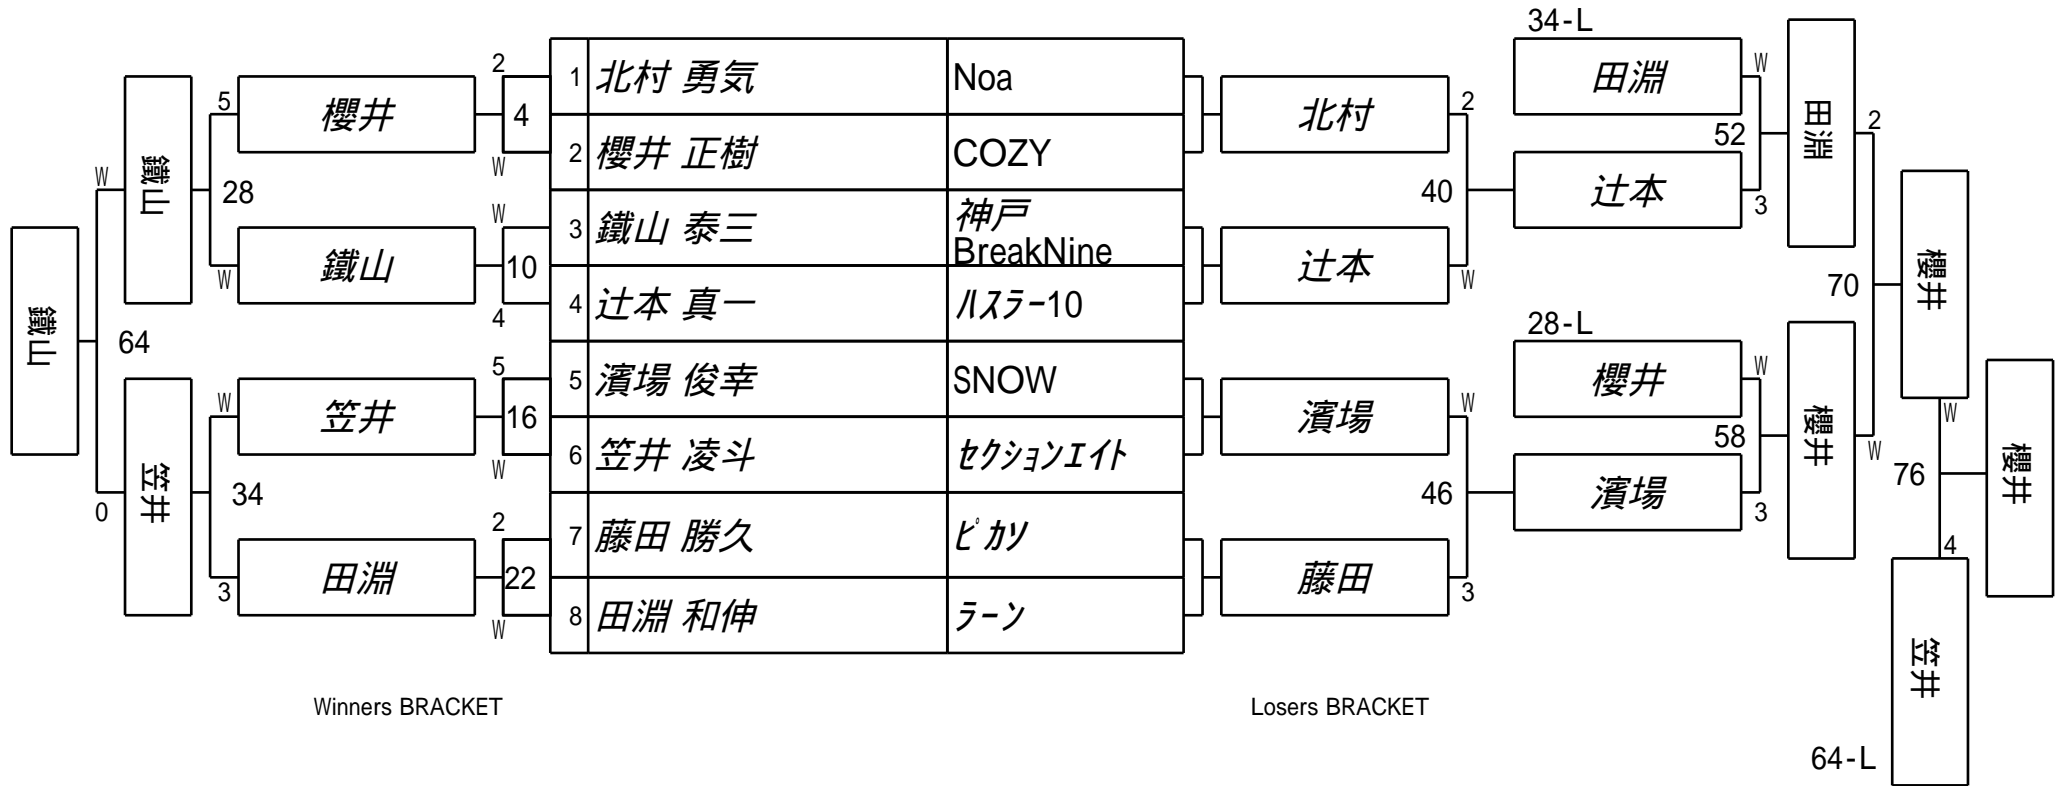 34-L
2
1 北村 勇気 Noa
W
5 櫻井
4
北村 2
田淵
田淵 2
2 櫻井 正樹 COZY
W
52
鐵山
W
28
40
辻本 3
櫻井
W
3 鐵山 泰三 神戸
BreakNine
鐵山
W
10
辻本
W
70
4
4 辻本 真一 ハスラー10
鐵山
64
28-L
5
5 濱場 俊幸 SNOW
W
櫻井
W
笠井
16
濱場
W
櫻井
W
58
W
6 笠井 凌斗 セクションエイト
W
76
櫻井
笠井
0
34
46
濱場 3
2
7 藤田 勝久 ピカソ
4
3 田淵
22
藤田 3
8 田淵 和伸 ラーン
W
笠井
Winners BRACKET
Losers BRACKET
64-L